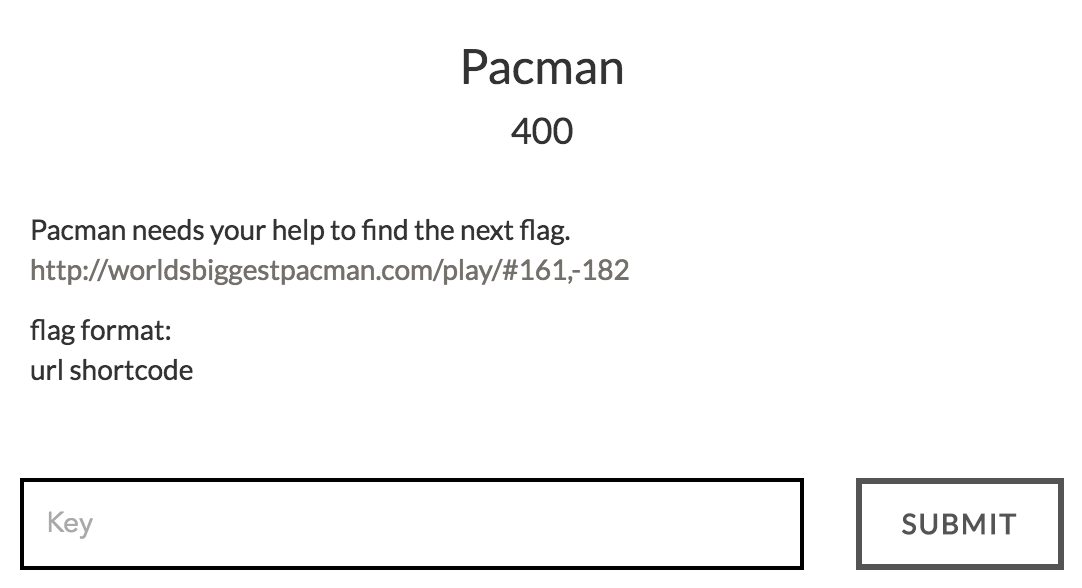 Pacman
400
Pacman needs your help to find the next flag.
http://worldsbiggestpacman.com/play/#161,-182
flag format:
url shortcode
Key
SUBMIT